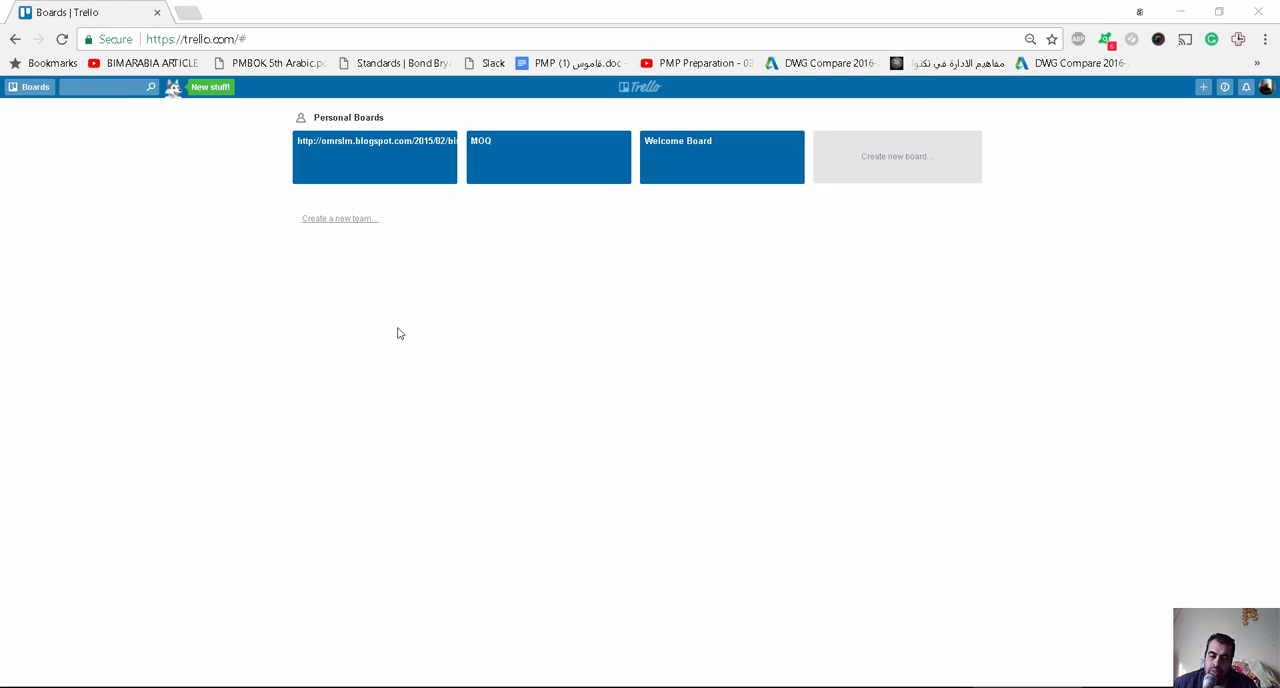 Boards | Trello
Secure https://trello.com/#
Bookmarks BIMARABIA ARTICLE PMBOK 5th Arabic.pc Standards | Bond Bry Slack PMP (1) قاموس.doc PMP Preparation - 03 DWG Compare 2016- مفاهيم الادارة في تكنوا DWG Compare 2016- »
Boards New stuff! Trello
Personal Boards
http://omrslm.blogspot.com/2015/02/bi MOQ Welcome Board Create new board...
Create a new team...